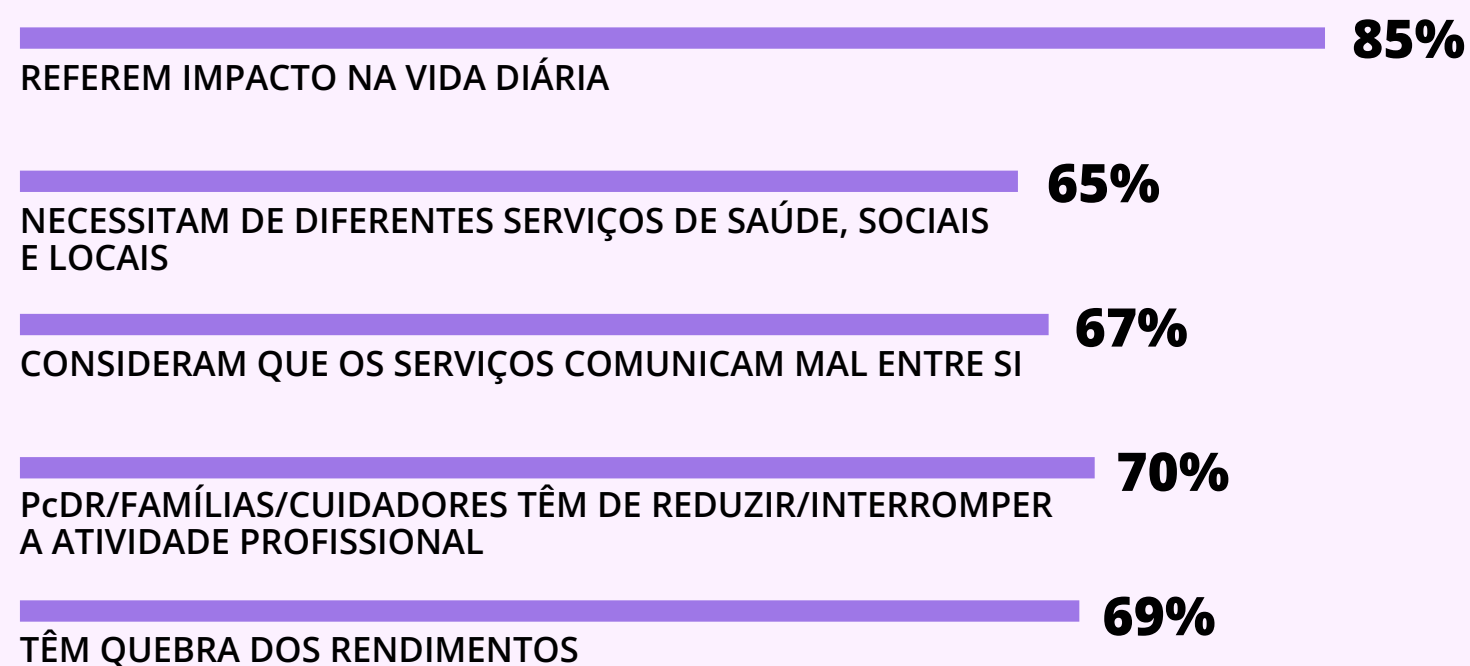 85%
REFEREM IMPACTO NA VIDA DIÁRIA
65%
NECESSITAM DE DIFERENTES SERVIÇOS DE SAÚDE, SOCIAIS
E LOCAIS
67%
CONSIDERAM QUE OS SERVIÇOS COMUNICAM MAL ENTRE SI
70%
PcDR/FAMÍLIAS/CUIDADORES TÊM DE REDUZIR/INTERROMPER
A ATIVIDADE PROFISSIONAL
69%
TÊM QUEBRA DOS RENDIMENTOS